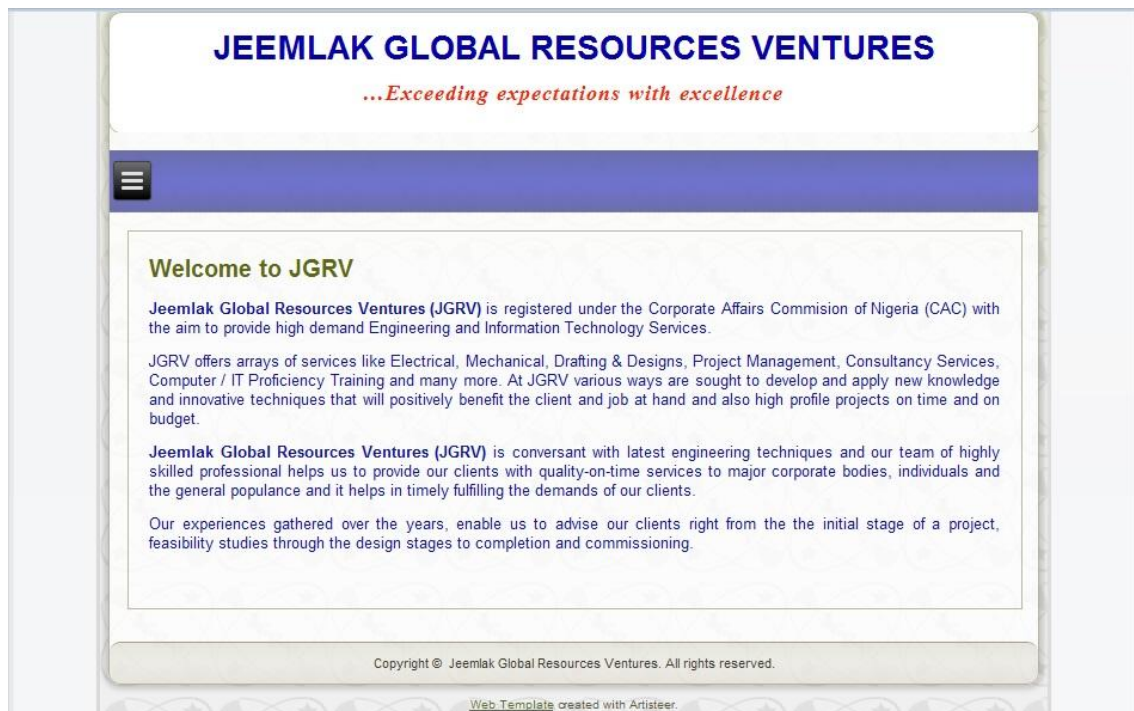 JEEMLAK GLOBAL RESOURCES VENTURES
...Exceeding expectations with excellence
Welcome to JGRV
Jeemlak Global Resources Ventures (JGRV) is registered under the Corporate Affairs Commision of Nigeria (CAC) with
the aim to provide high demand Engineering and Information Technology Services.
JGRV offers arrays of services like Electrical, Mechanical, Drafting & Designs, Project Management, Consultancy Services,
Computer / IT Proficiency Training and many more. At JGRV various ways are sought to develop and apply new knowledge
and innovative techniques that will positively benefit the client and job at hand and also high profile projects on time and on
budget.
Jeemlak Global Resources Ventures (JGRV) is conversant with latest engineering techniques and our team of highly
skilled professional helps us to provide our clients with quality-on-time services to major corporate bodies, individuals and
the general populance and it helps in timely fulfilling the demands of our clients.
Our experiences gathered over the years, enable us to advise our clients right from the the initial stage of a project,
feasibility studies through the design stages to completion and commissioning.
Copyright © Jeemlak Global Resources Ventures. All rights reserved.
Web Template created with Artisteer.